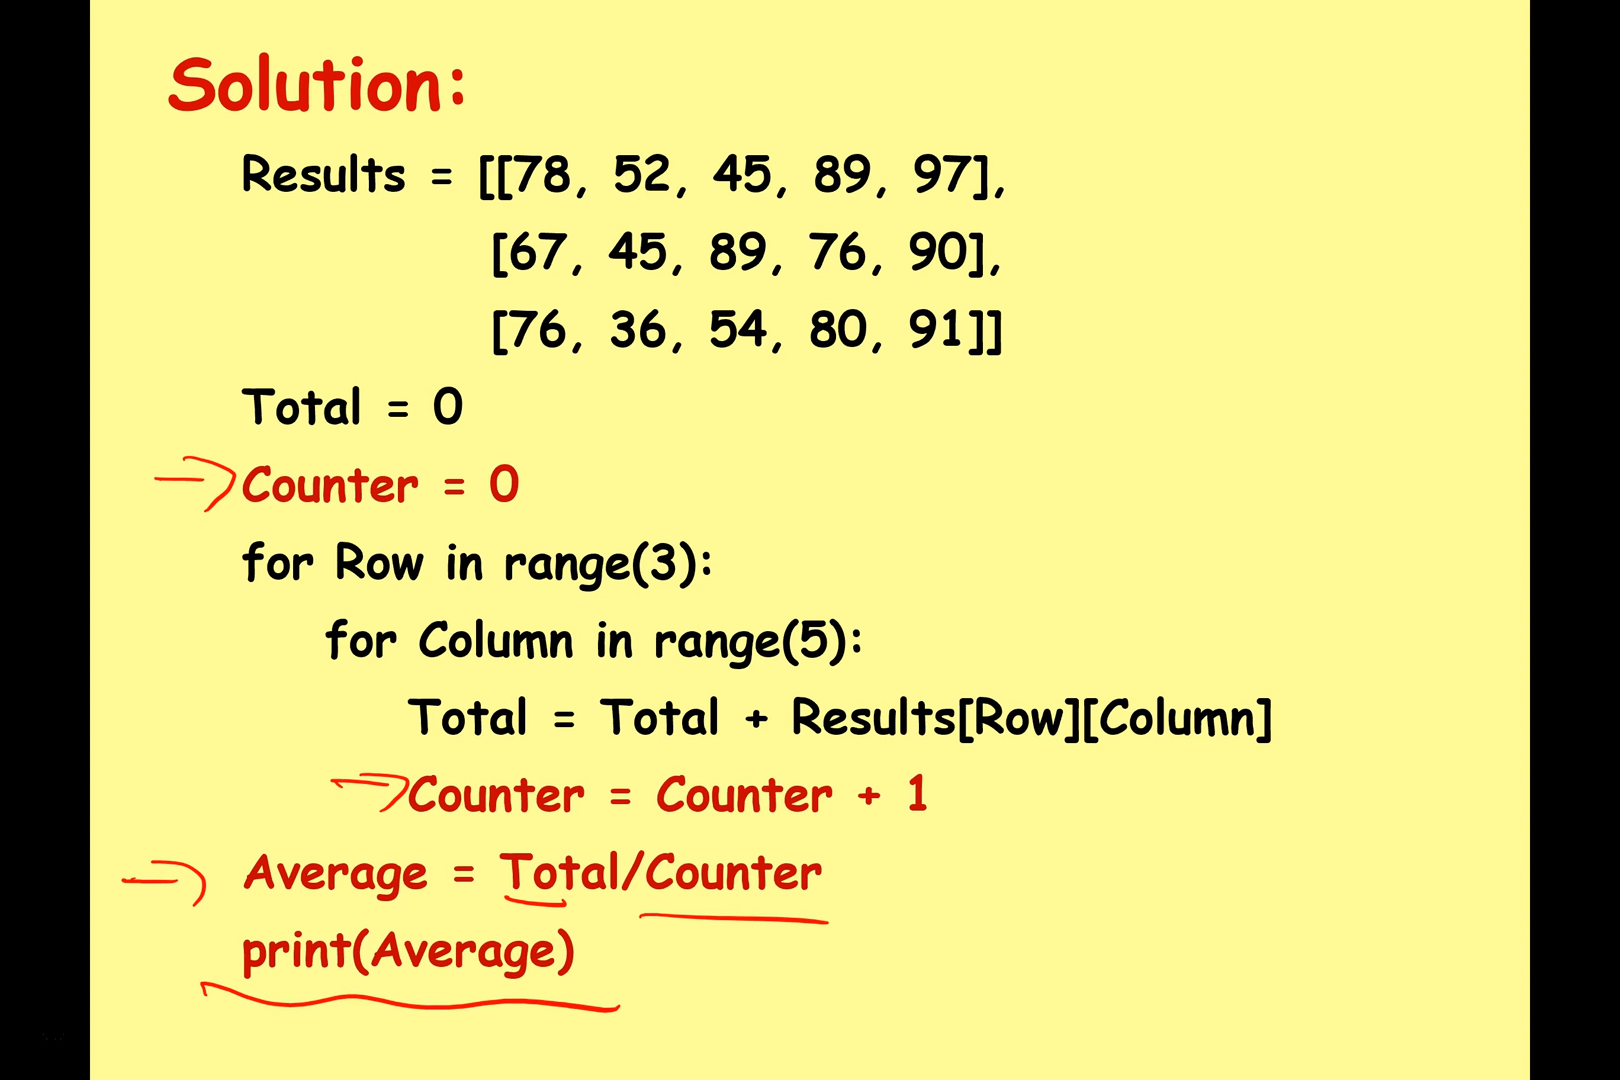 Solution:
Results = [[78, 52, 45, 89, 97],
[67, 45, 89, 76, 90],
[76, 36, 54, 80, 91]]
Total = 0
Counter = 0
for Row in range(3):
for Column in range(5):
Total = Total + Results[Row][Column]
Counter = Counter + 1
Average = Total/Counter
print(Average)